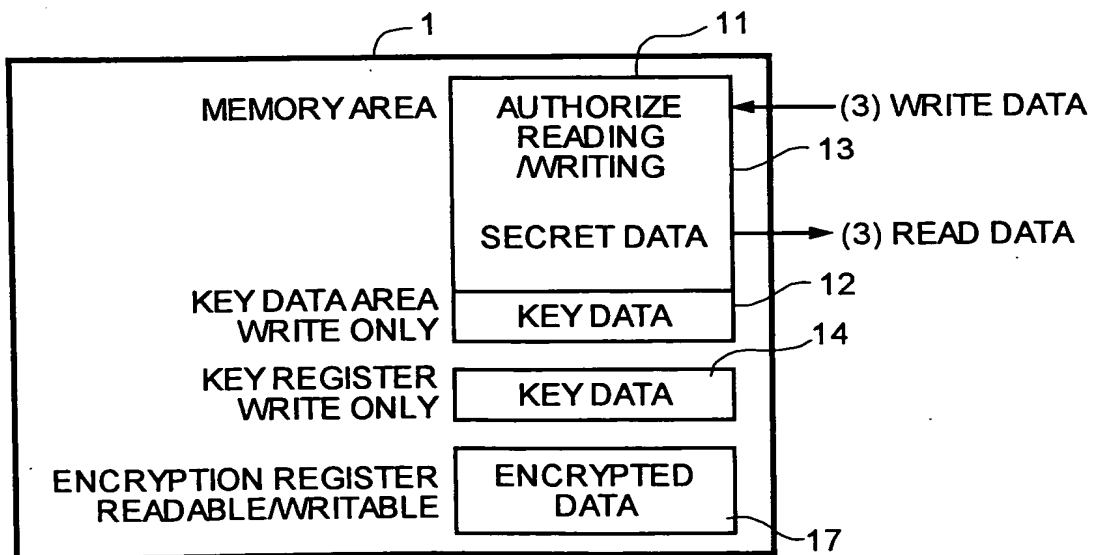 1
11
MEMORY AREA
AUTHORIZE
READING
/WRITING
(3) WRITE DATA
13
SECRET DATA
(3) READ DATA
KEY DATA AREA
WRITE ONLY
KEY DATA
12
KEY REGISTER
WRITE ONLY
KEY DATA
14
ENCRYPTION REGISTER
READABLE/WRITABLE
ENCRYPTED
DATA
17